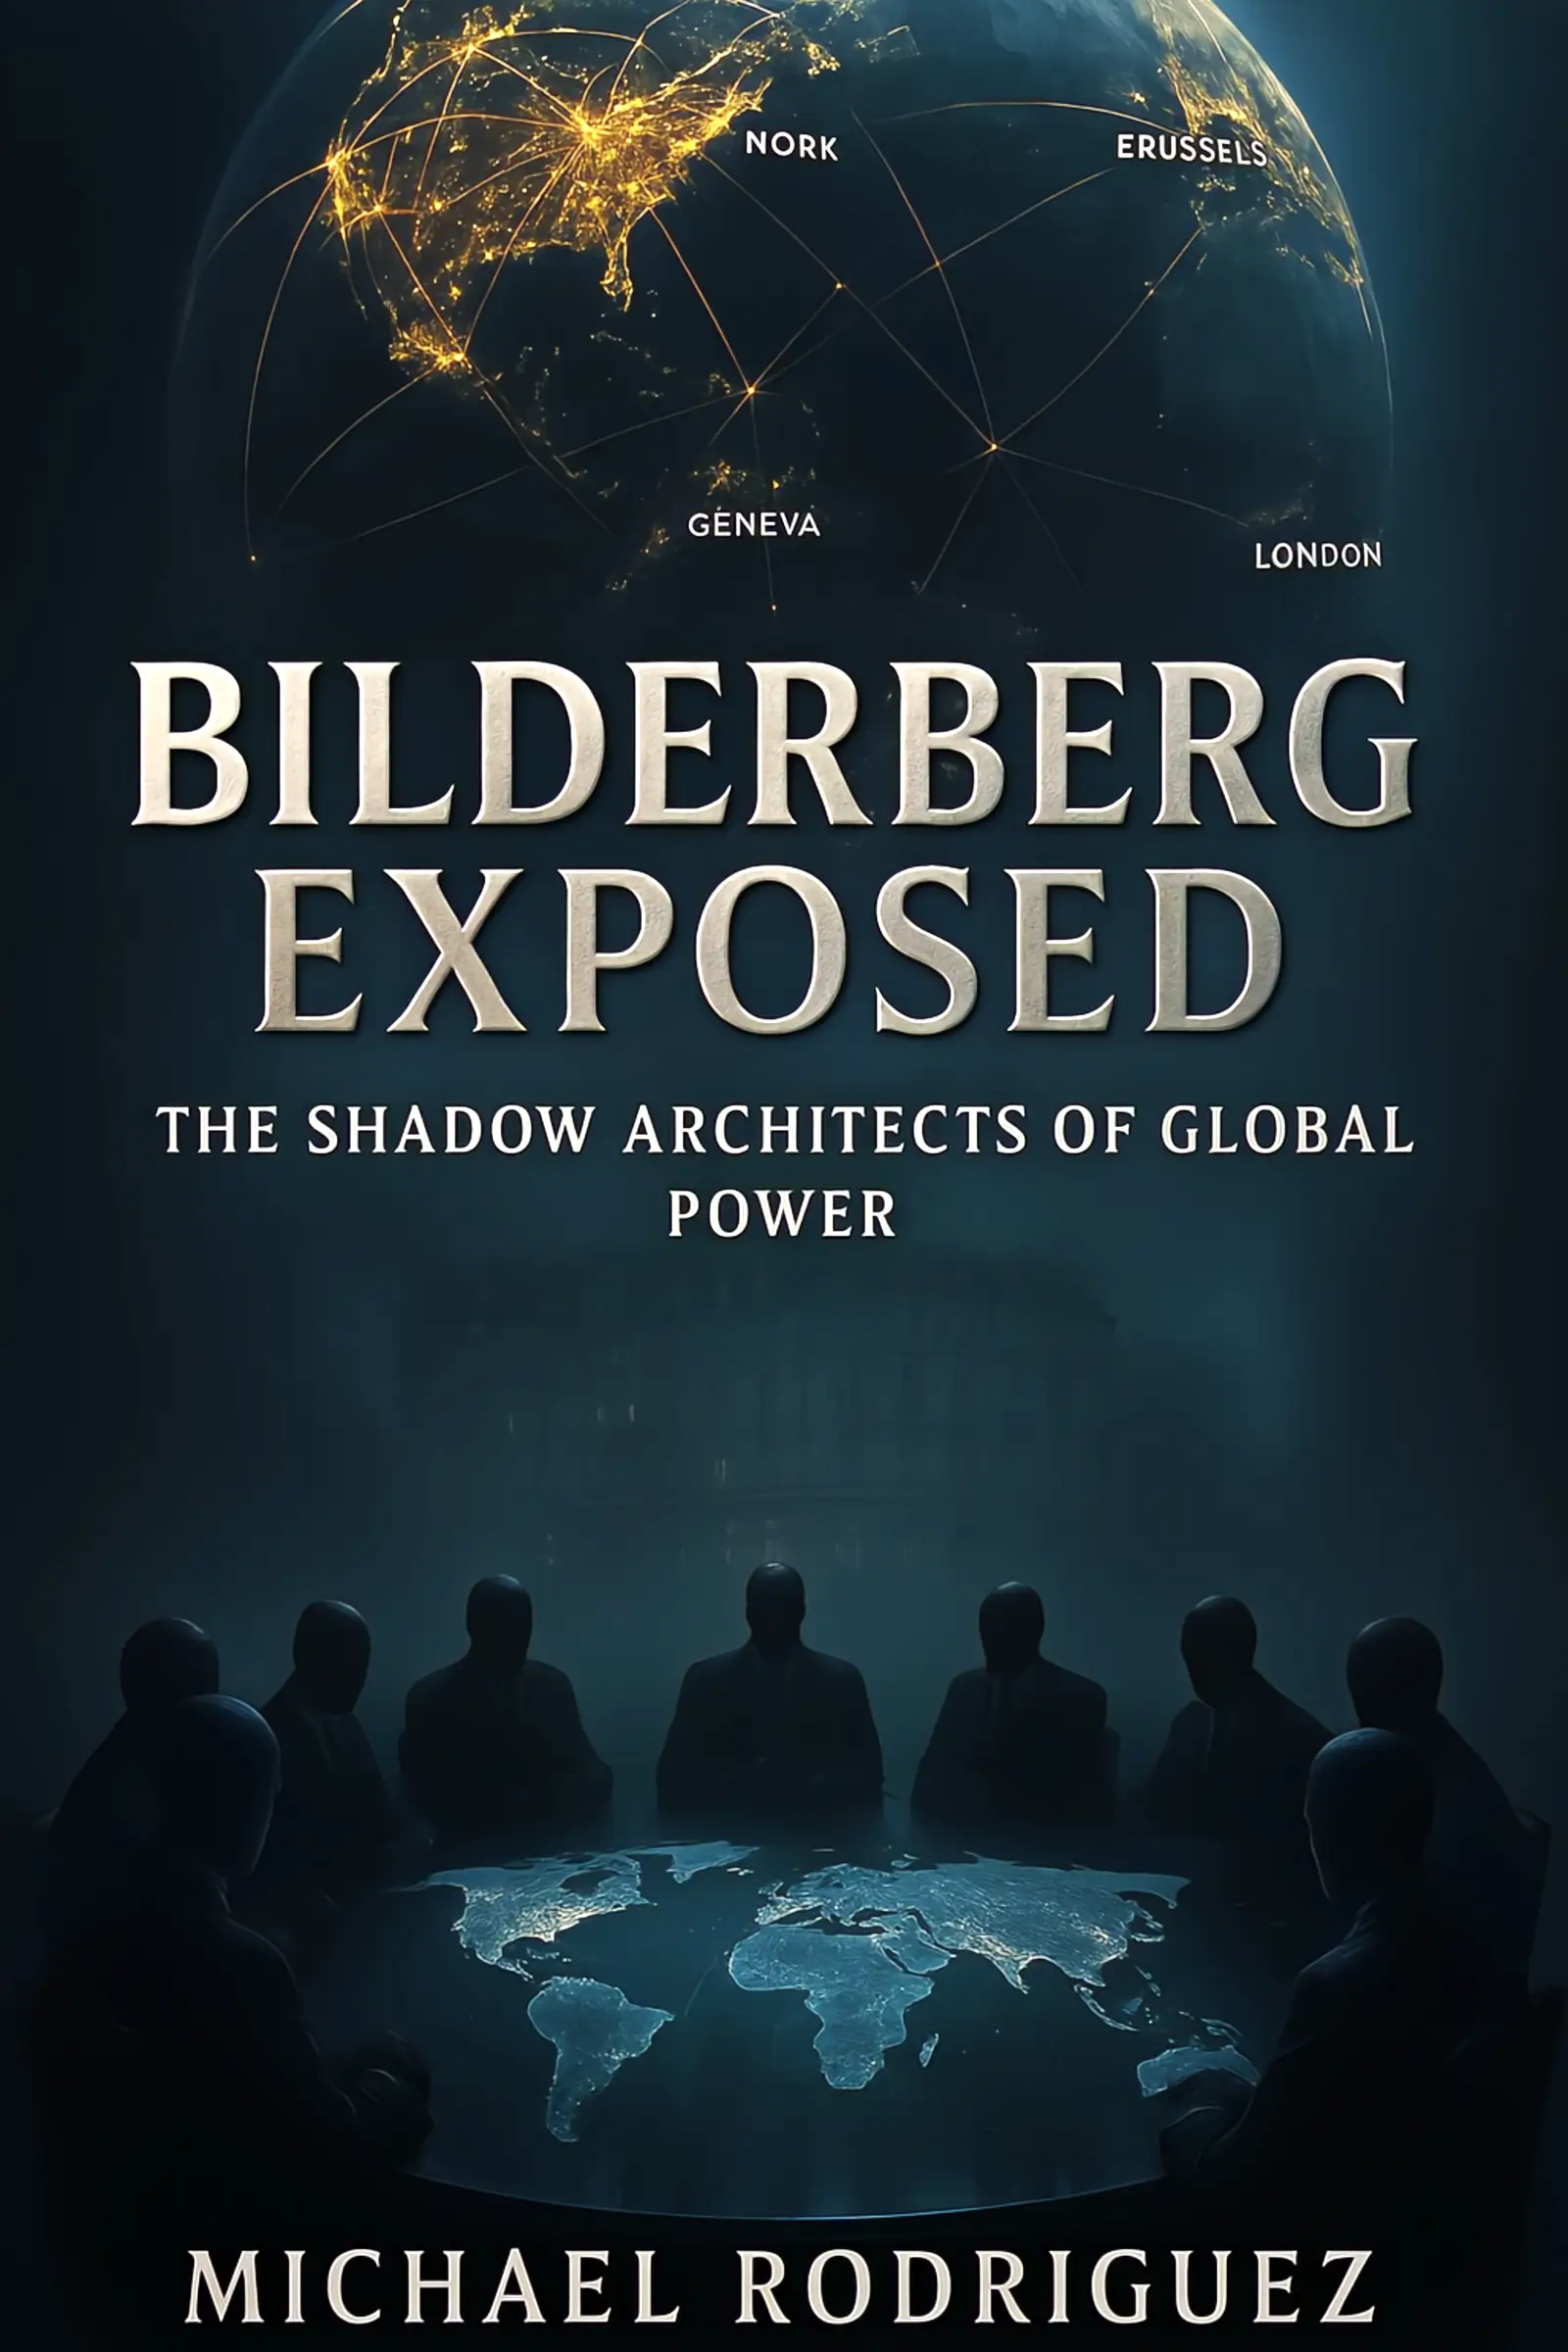 NORK
ERUSSELS
GENEVA
LONDON
BILDERBERG
EXPOSED
THE SHADOW ARCHITECTS OF GLOBAL
POWER
MICHAEL RODRIGUEZ